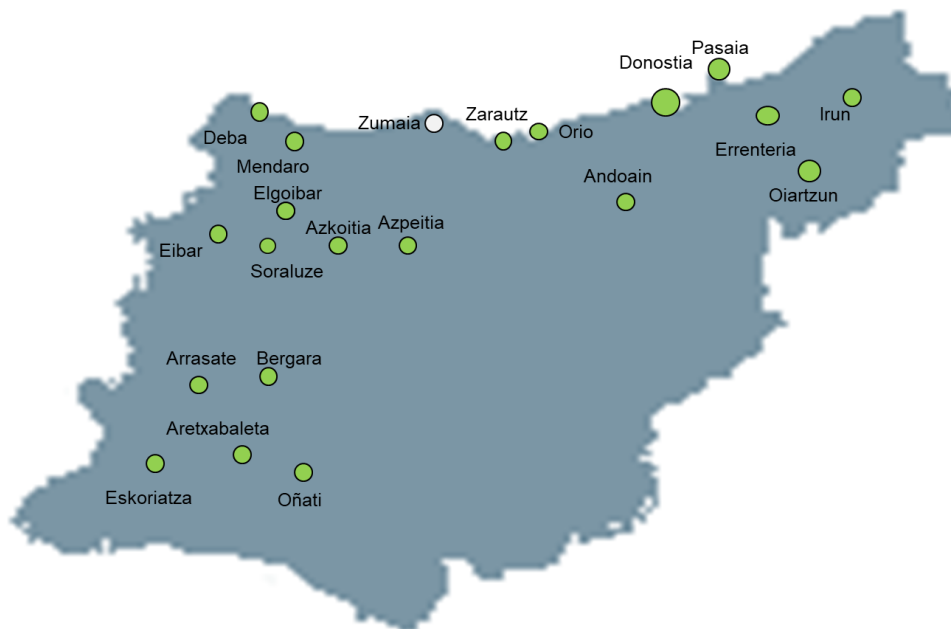 Pasaia
Donostia
Irun
Zarautz
Zumaia
Orio
Deba
Errenteria
Mendaro
Andoain
Oiartzun
Elgoibar
Azkoitia
Azpeitia
Eibar
Soraluze
Arrasate
Bergara
Aretxabaleta
Eskoriatza
Oñati